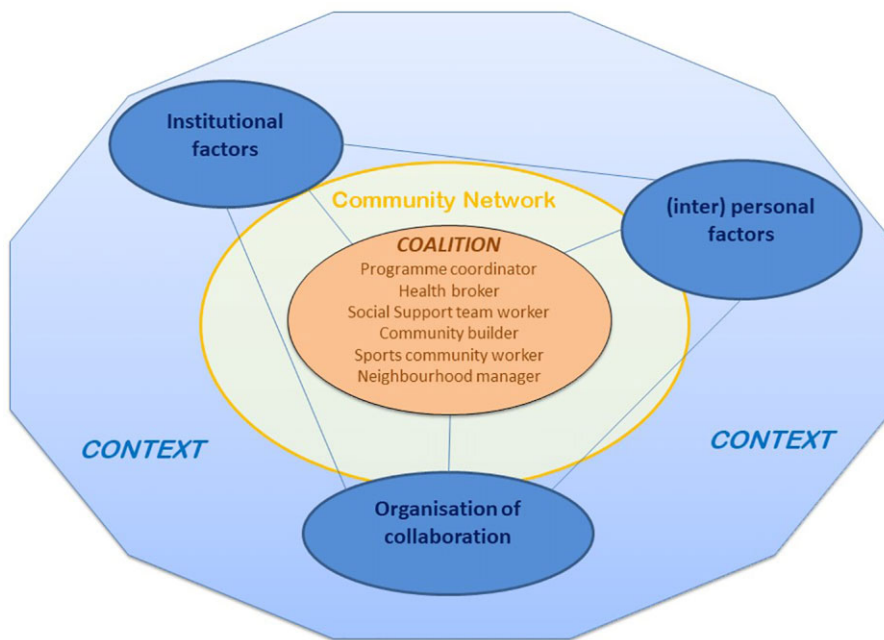 Institutional
factors
Community Network
(inter) personal
factors
COALITION
Programme coordinator
Health broker
Social Support team worker
Community builder
Sports community worker
Neighbourhood manager
CONTEXT
CONTEXT
Organisation of
collaboration